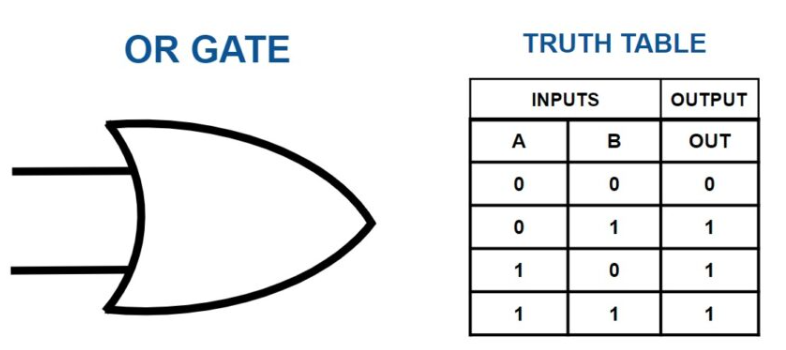 OR GATE
TRUTH TABLE
INPUTS OUTPUT
A B OUT
0 0 0
0 1 1
1 0 1
1 1 1